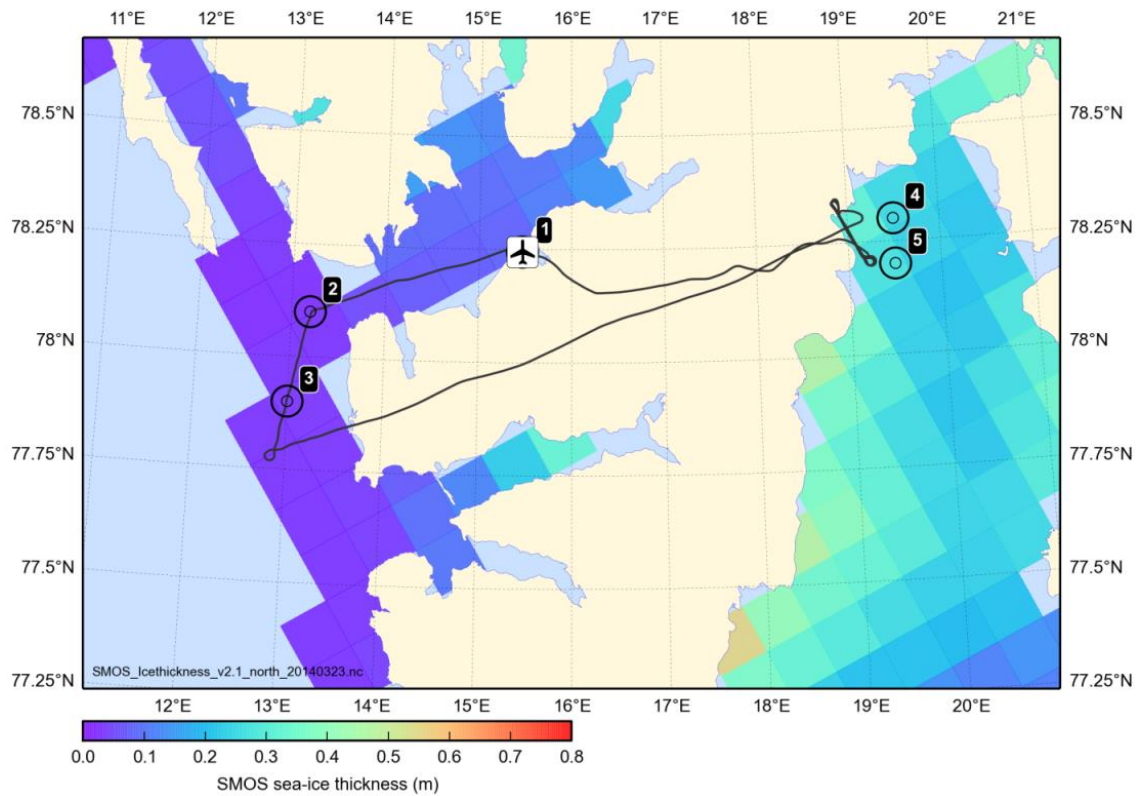 11°E 12°E 13°E 14°E 15°E 16°E 17°E 18°E 19°E 20°E 21°E
78.5°N 78.5°N
4
78.25°N 1 78.25°N
5
2
78°N 78°N
3
77.75°N 77.75°N
77.5°N 77.5°N
SMOS_Icethickness_v2.1_north_20140323.nc
77.25°N 77.25°N
12°E 13°E 14°E 15°E 16°E 17°E 18°E 19°E 20°E
0.0 0.1 0.2 0.3 0.4 0.5 0.6 0.7 0.8
SMOS sea-ice thickness (m)